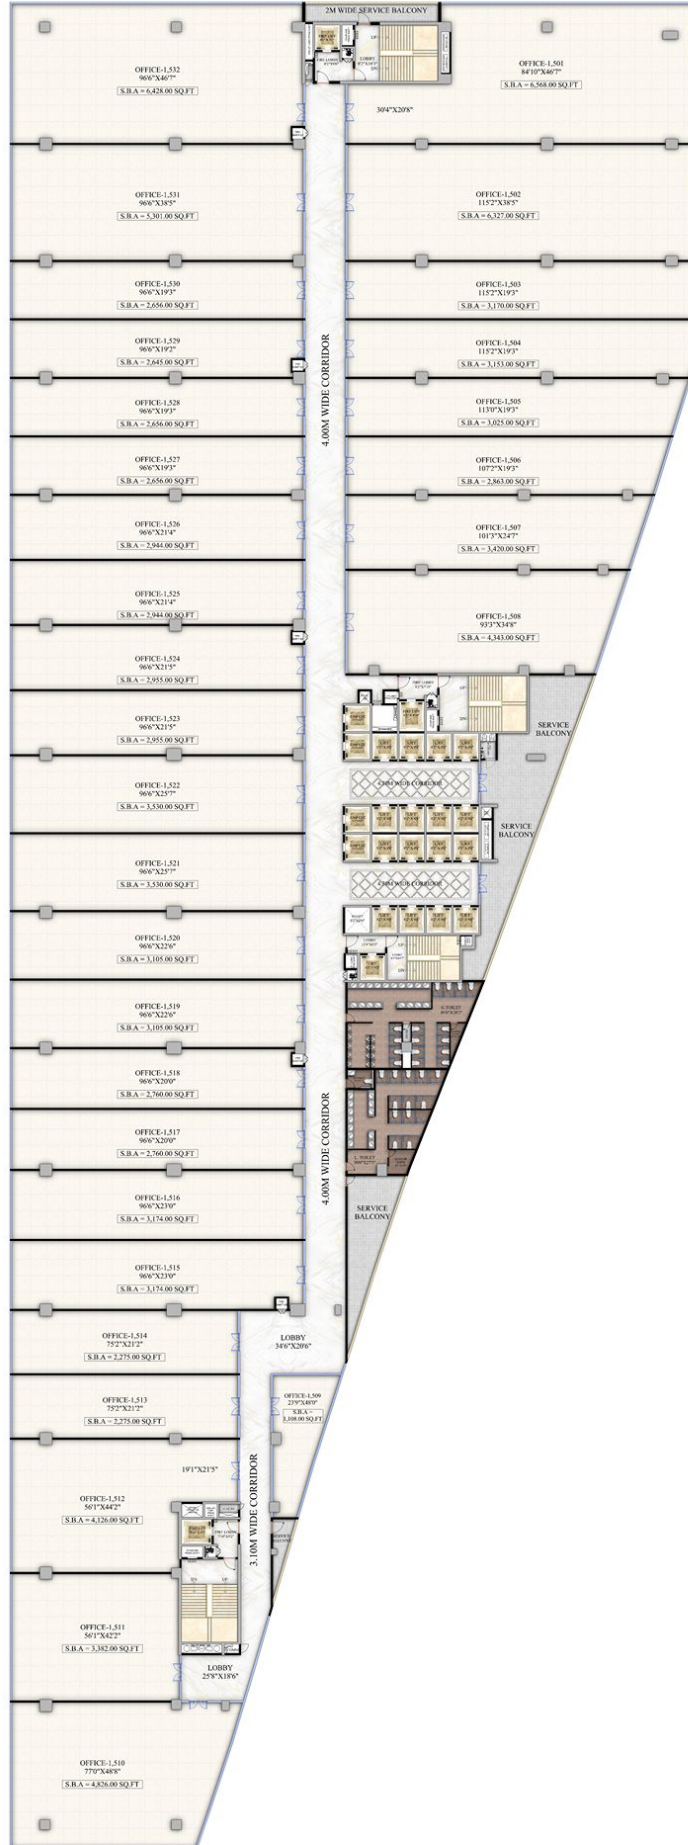 2M WIDE SERVICE BALCONY
OFFICE-1,532
96'6"X46'7"
S.B.A = 6,428.00 SQ.FT
LOBBY
OFFICE-1,501
84'10"X46'7"
S.B.A = 6,568.00 SQ.FT
30'4"X20'8"
OFFICE-1,531
96'6"X38'5"
S.B.A = 5,301.00 SQ.FT
OFFICE-1,502
115'2"X38'5"
S.B.A = 6,327.00 SQ.FT
OFFICE-1,530
96'6"X19'3"
S.B.A = 2,656.00 SQ.FT
OFFICE-1,503
115'2"X19'3"
S.B.A = 3,170.00 SQ.FT
OFFICE-1,529
96'6"X19'2"
S.B.A = 2,645.00 SQ.FT
OFFICE-1,504
115'2"X19'3"
S.B.A = 3,153.00 SQ.FT
4.00M WIDE CORRIDOR
OFFICE-1,528
96'6"X19'3"
S.B.A = 2,656.00 SQ.FT
OFFICE-1,505
113'0"X19'3"
S.B.A = 3,025.00 SQ.FT
OFFICE-1,527
96'6"X19'3"
S.B.A = 2,656.00 SQ.FT
OFFICE-1,506
107'2"X19'3"
S.B.A = 2,863.00 SQ.FT
OFFICE-1,526
96'6"X21'4"
S.B.A = 2,944.00 SQ.FT
OFFICE-1,507
101'3"X24'7"
S.B.A = 3,420.00 SQ.FT
OFFICE-1,525
96'6"X21'4"
S.B.A = 2,944.00 SQ.FT
OFFICE-1,508
93'3"X34'8"
S.B.A = 4,343.00 SQ.FT
OFFICE-1,524
96'6"X21'5"
S.B.A = 2,955.00 SQ.FT
OFFICE-1,523
96'6"X21'5"
S.B.A = 2,955.00 SQ.FT
SERVICE
BALCONY
OFFICE-1,522
96'6"X25'7"
S.B.A = 3,530.00 SQ.FT
SERVICE
BALCONY
OFFICE-1,521
96'6"X25'7"
S.B.A = 3,530.00 SQ.FT
OFFICE-1,520
96'6"X22'6"
S.B.A = 3,105.00 SQ.FT
OFFICE-1,519
96'6"X22'6"
S.B.A = 3,105.00 SQ.FT
OFFICE-1,518
96'6"X20'0"
S.B.A = 2,760.00 SQ.FT
4.00M WIDE CORRIDOR
OFFICE-1,517
96'6"X20'0"
S.B.A = 2,760.00 SQ.FT
L. TOILET
OFFICE-1,516
96'6"X23'0"
S.B.A = 3,174.00 SQ.FT
SERVICE
BALCONY
OFFICE-1,515
96'6"X23'0"
S.B.A = 3,174.00 SQ.FT
OFFICE-1,514
75'2"X21'2"
S.B.A = 2,275.00 SQ.FT
LOBBY
34'6"X20'6"
OFFICE-1,513
75'2"X21'2"
S.B.A = 2,275.00 SQ.FT
OFFICE-1,509
23'9"X48'0"
S.B.A =
1,108.00 SQ.FT
19'1"X21'5"
OFFICE-1,512
56'1"X44'2"
S.B.A = 4,126.00 SQ.FT
3.10M WIDE CORRIDOR
OFFICE-1,511
56'1"X42'2"
S.B.A = 3,382.00 SQ.FT
LOBBY
25'8"X18'6"
OFFICE-1,510
77'0"X48'8"
S.B.A = 4,826.00 SQ.FT